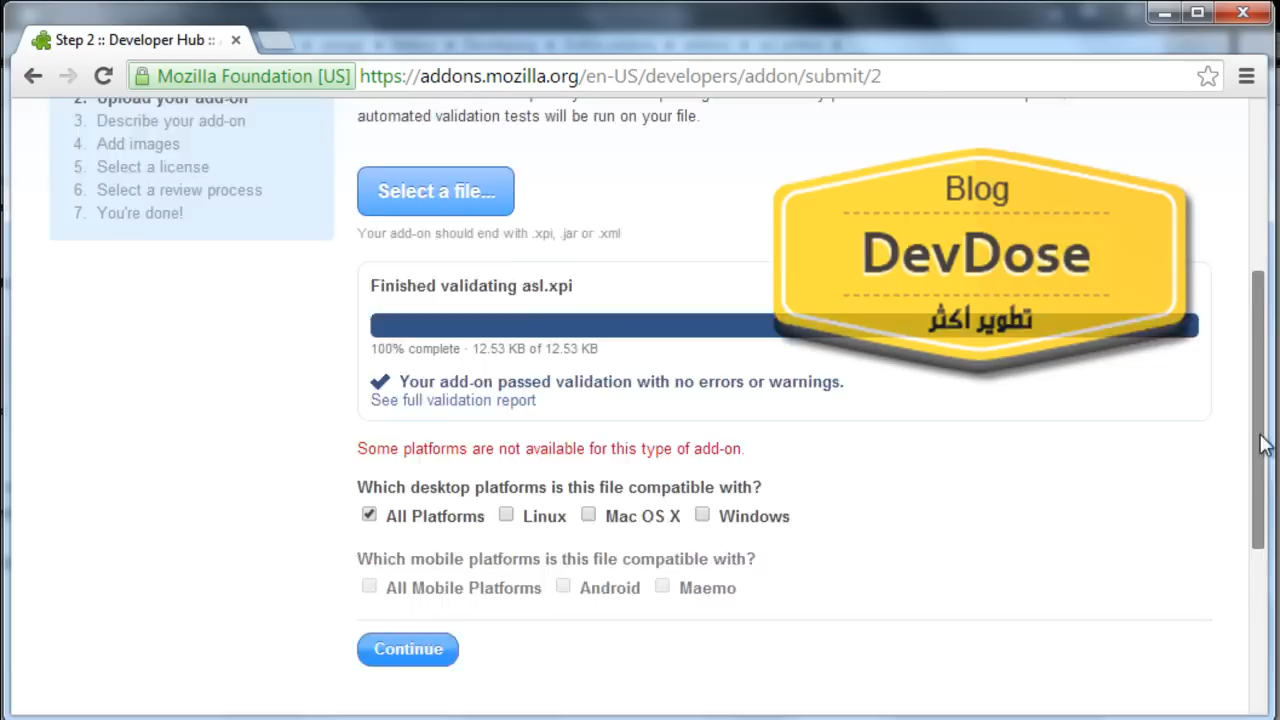 Step 2 :: Developer Hub ::
Mozilla Foundation [US] https://addons.mozilla.org/en-US/developers/addon/submit/2
2. Upload your add-on
3. Describe your add-on
4. Add images
5. Select a license
6. Select a review process
7. You're done!
automated validation tests will be run on your file.
Select a file...
Your add-on should end with .xpi, .jar or .xml
Blog
DevDose
تطوير اكثر
Finished validating asl.xpi
100% complete · 12.53 KB of 12.53 KB
Your add-on passed validation with no errors or warnings.
See full validation report
Some platforms are not available for this type of add-on.
Which desktop platforms is this file compatible with?
All Platforms Linux Mac OS X Windows
Which mobile platforms is this file compatible with?
All Mobile Platforms Android Maemo
Continue